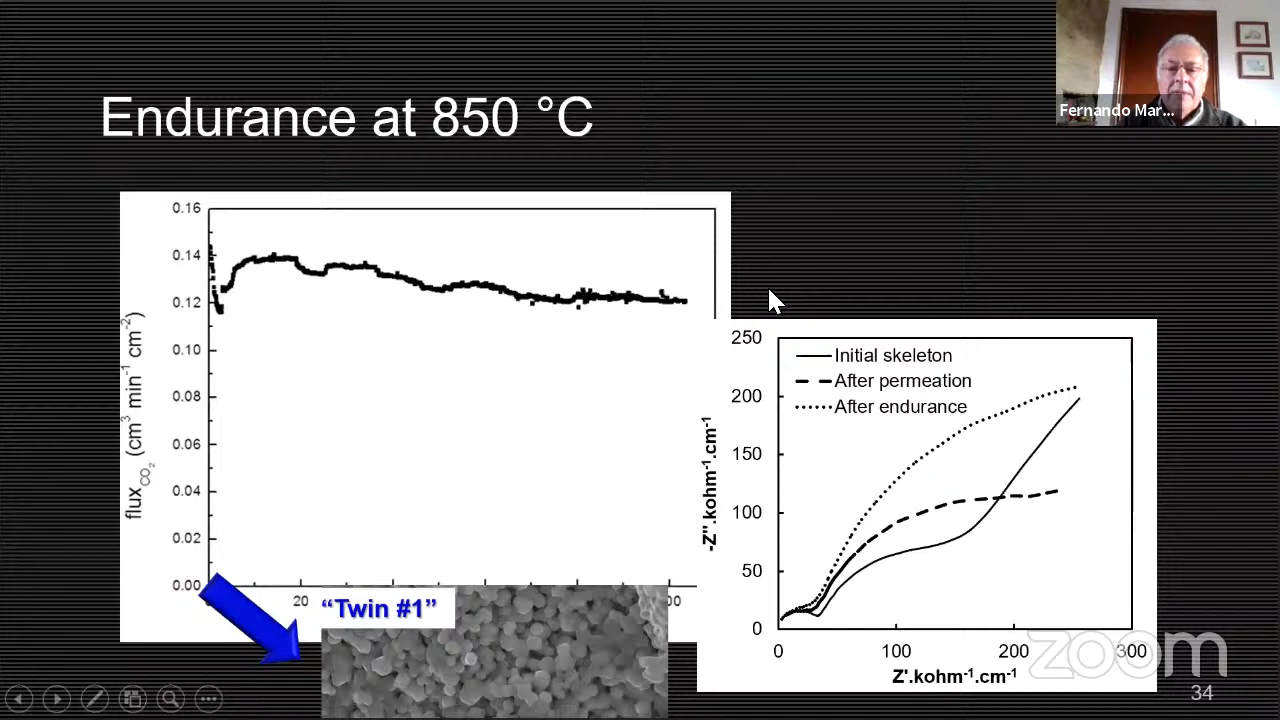 Fernando Mar...
Endurance at 850 °C
0.16
0.14
0.12
0.10
0.08
0.06
0.04
0.02
0.00
flux CO2 (cm3 min-1 cm-2)
20
00
"Twin #1"
250
200
150
100
50
0
-Z".kohm-1.cm-1
Initial skeleton
After permeation
After endurance
0 100 200 300
Z'.kohm-1.cm-1
zoom
34